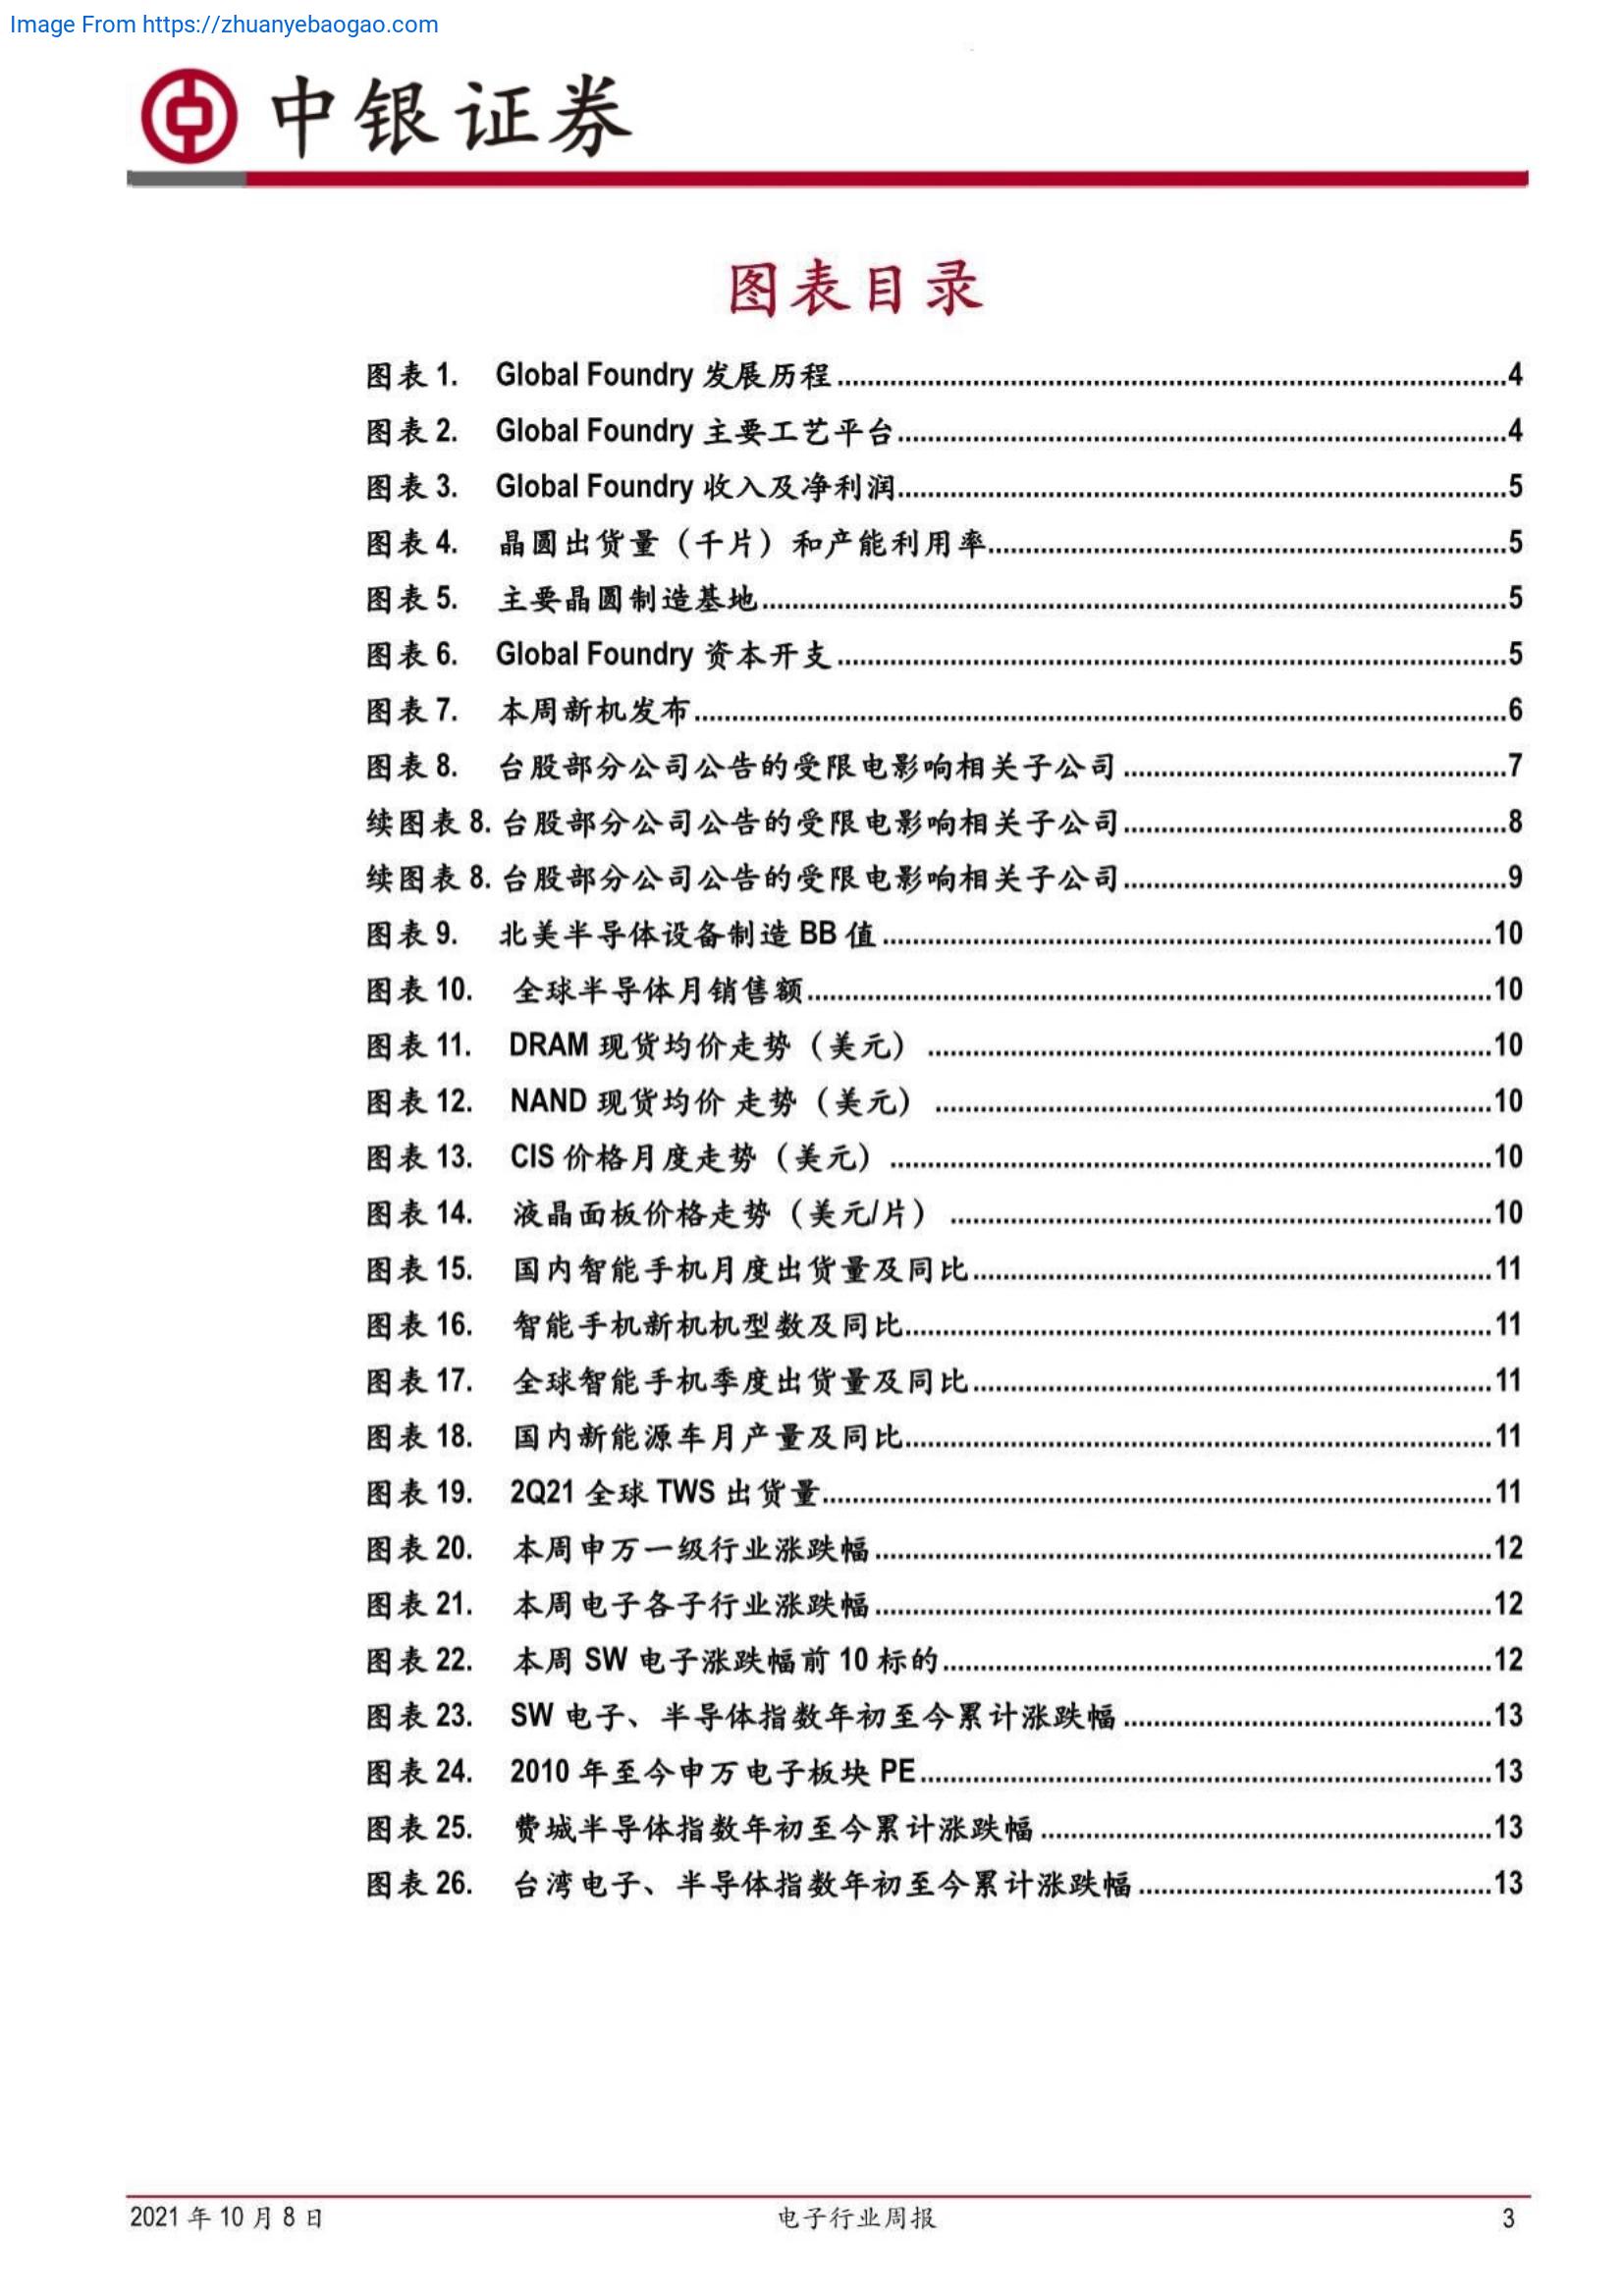 Image From https://zhuanyebaogao.com
中银证券
图表目录
图表 1. Global Foundry 发展历程....................4
图表 2. Global Foundry 主要工艺平台....................4
图表 3. Global Foundry 收入及净利润....................5
图表 4. 晶圆出货量（千片）和产能利用率....................5
图表 5. 主要晶圆制造基地....................5
图表 6. Global Foundry 资本开支....................5
图表 7. 本周新机发布....................6
图表 8. 台股部分公司公告的受限电影响相关子公司....................7
续图表 8. 台股部分公司公告的受限电影响相关子公司....................8
续图表 8. 台股部分公司公告的受限电影响相关子公司....................9
图表 9. 北美半导体设备制造 BB 值....................10
图表 10. 全球半导体月销售额....................10
图表 11. DRAM 现货均价走势（美元）....................10
图表 12. NAND 现货均价 走势（美元）....................10
图表 13. CIS 价格月度走势（美元）....................10
图表 14. 液晶面板价格走势（美元/片）....................10
图表 15. 国内智能手机月度出货量及同比....................11
图表 16. 智能手机新机机型数及同比....................11
图表 17. 全球智能手机季度出货量及同比....................11
图表 18. 国内新能源车月产量及同比....................11
图表 19. 2Q21 全球 TWS 出货量....................11
图表 20. 本周申万一级行业涨跌幅....................12
图表 21. 本周电子各子行业涨跌幅....................12
图表 22. 本周 SW 电子涨跌幅前 10 标的....................12
图表 23. SW 电子、半导体指数年初至今累计涨跌幅....................13
图表 24. 2010 年至今申万电子板块 PE....................13
图表 25. 费城半导体指数年初至今累计涨跌幅....................13
图表 26. 台湾电子、半导体指数年初至今累计涨跌幅....................13
2021 年 10 月 8 日 电子行业周报 3